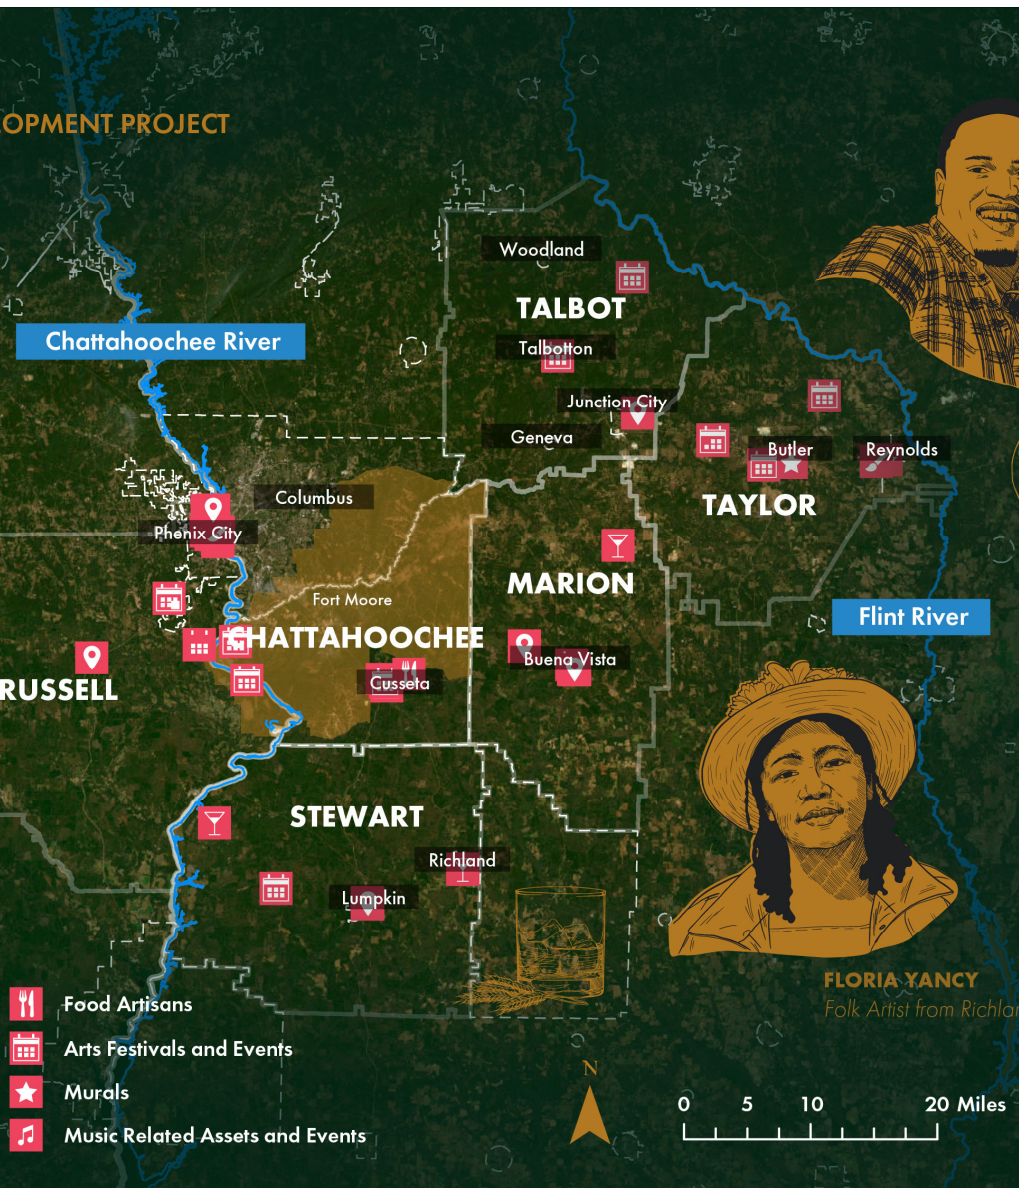 OPMENT PROJECT
Woodland
TALBOT
Chattahoochee River
Talbotton
Junction City
Geneva
Butler
Reynolds
Columbus
TAYLOR
Phenix City
MARION
Fort Moore
Flint River
CHATTAHOOCHEE
Buena Vista
RUSSELL
Cusseta
STEWART
Richland
Lumpkin
FLORIA YANCY
Folk Artist from Richla
Food Artisans
Arts Festivals and Events
Murals
Music Related Assets and Events
N
0 5 10 20 Miles